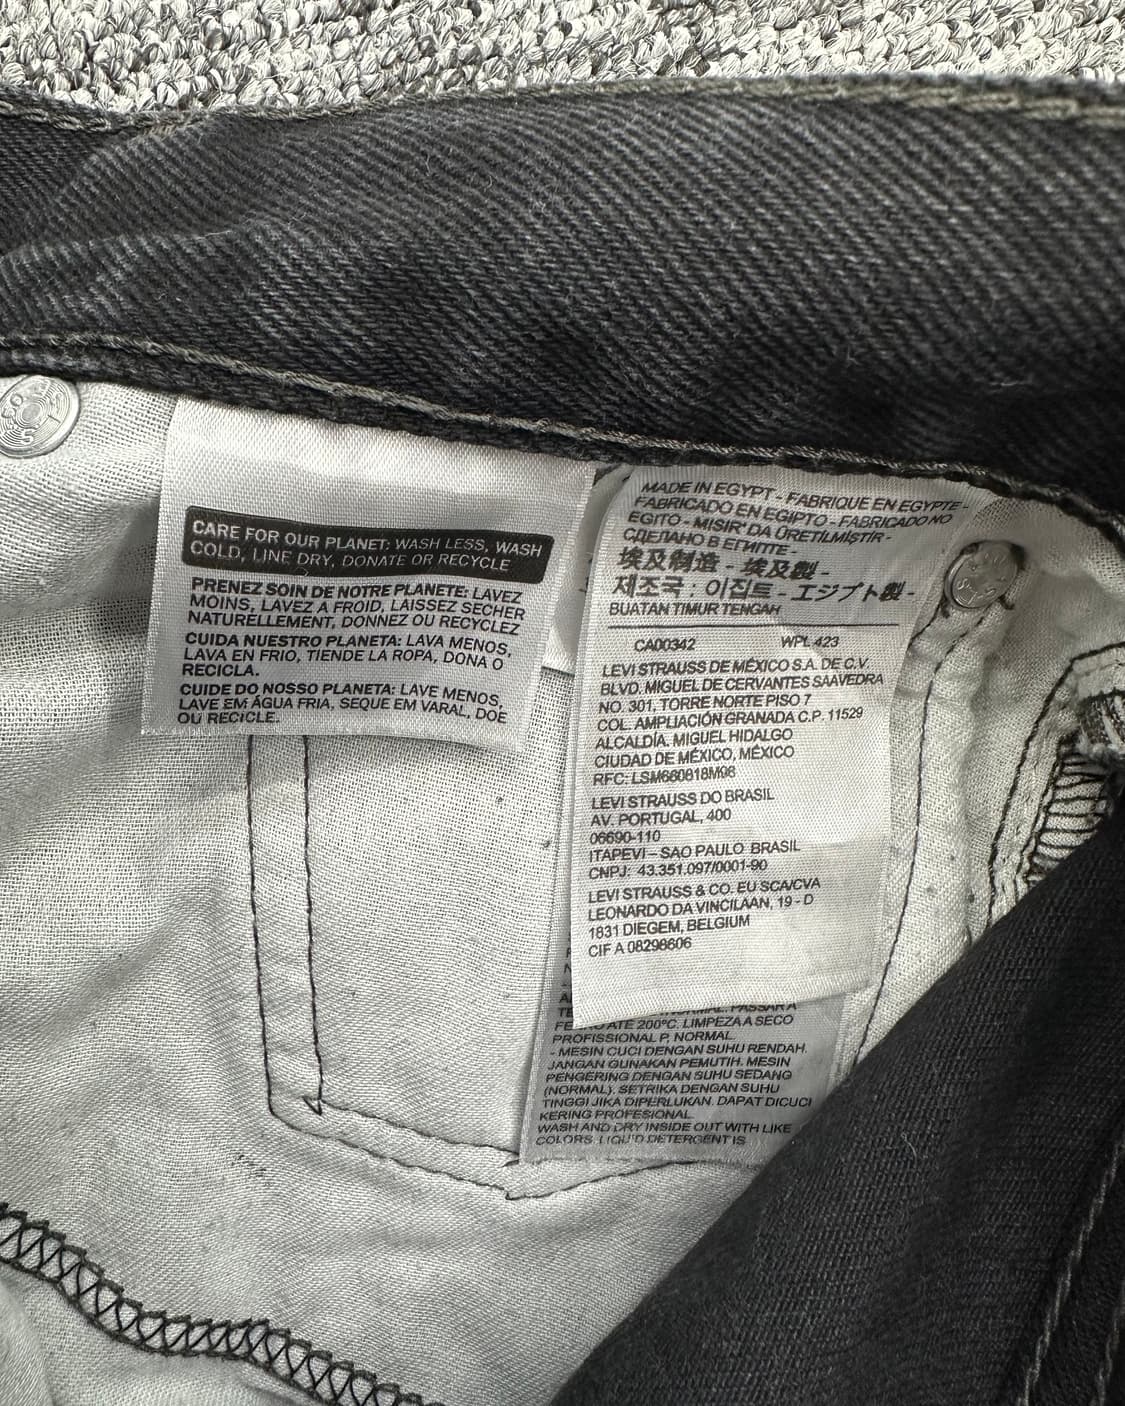 CARE FOR OUR PLANET: WASH LESS, WASH
COLD, LINE DRY, DONATE OR RECYCLE
PRENEZ SOIN DE NOTRE PLANETE: LAVEZ
MOINS, LAVEZ A FROID, LAISSEZ SECHER
NATURELLEMENT, DONNEZ OU RECYCLEZ
CUIDA NUESTRO PLANETA: LAVA MENOS,
LAVA EN FRIO, TIENDE LA ROPA, DONA O
RECICLA.
CUIDE DO NOSSO PLANETA: LAVE MENOS,
LAVE EM ÁGUA FRIA, SEQUE EM VARAL, DOE
OU RECICLE.
MADE IN EGYPT - FABRIQUE EN EGYPTE -
FABRICADO EN EGIPTO - FABRICADO NO
EGITO - MISIR' DA ÜRETİLMİŞTİR -
СДЕЛАНО В ЕГИПТЕ -
埃及制造 - 埃及製 -
제조국 : 이집트 - エジプト製 -
BUATAN TIMUR TENGAH
CA00342 WPL 423
LEVI STRAUSS DE MÉXICO S.A. DE C.V.
BLVD. MIGUEL DE CERVANTES SAAVEDRA
NO. 301, TORRE NORTE PISO 7
COL. AMPLIACIÓN GRANADA C.P. 11529
ALCALDÍA. MIGUEL HIDALGO
CIUDAD DE MÉXICO, MÉXICO
RFC: LSM660818M96
LEVI STRAUSS DO BRASIL
AV. PORTUGAL, 400
06690-110
ITAPEVI – SAO PAULO BRASIL
CNPJ: 43.351.097/0001-90
LEVI STRAUSS & CO. EU SCA/CVA
LEONARDO DA VINCILAAN, 19 - D
1831 DIEGEM, BELGIUM
CIF A 08298606
PASSAR A
ATE 200°C. LIMPEZA A SECO
PROFISSIONAL P, NORMAL.
- MESIN CUCI DENGAN SUHU RENDAH.
JANGAN GUNAKAN PEMUTIH. MESIN
PENGERING DENGAN SUHU SEDANG
(NORMAL). SETRIKA DENGAN SUHU
TINGGI JIKA DIPERLUKAN. DAPAT DICUCI
KERING PROFESIONAL.
WASH AND DRY INSIDE OUT WITH LIKE
COLORS. LIQUID DETERGENT IS